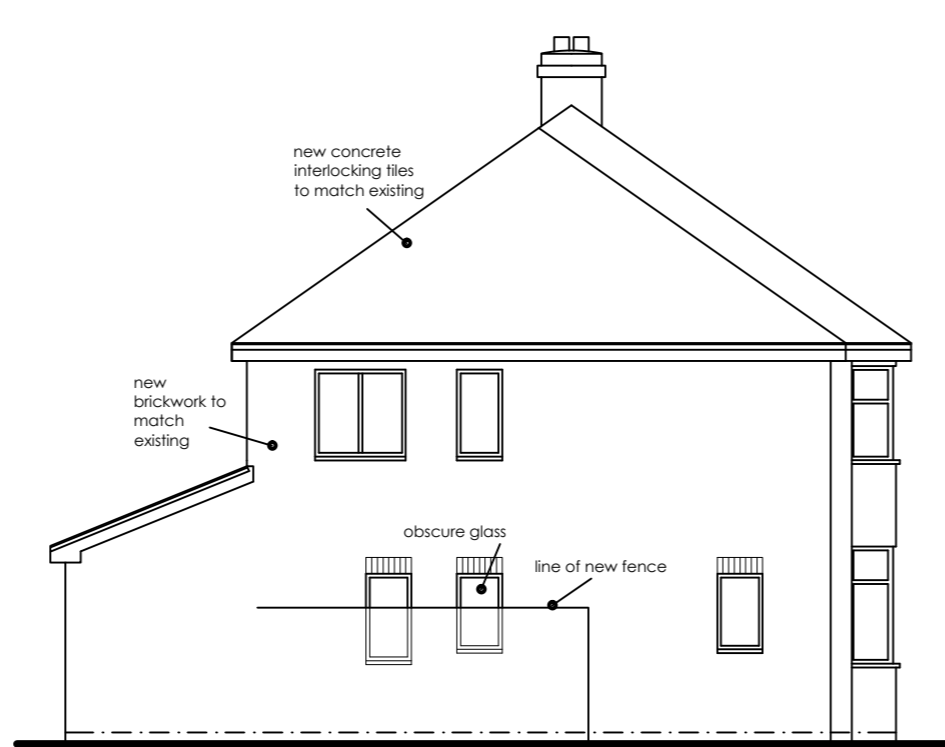 new concrete
interlocking tiles
to match existing
new
brickwork to
match
existing
obscure glass
line of new fence